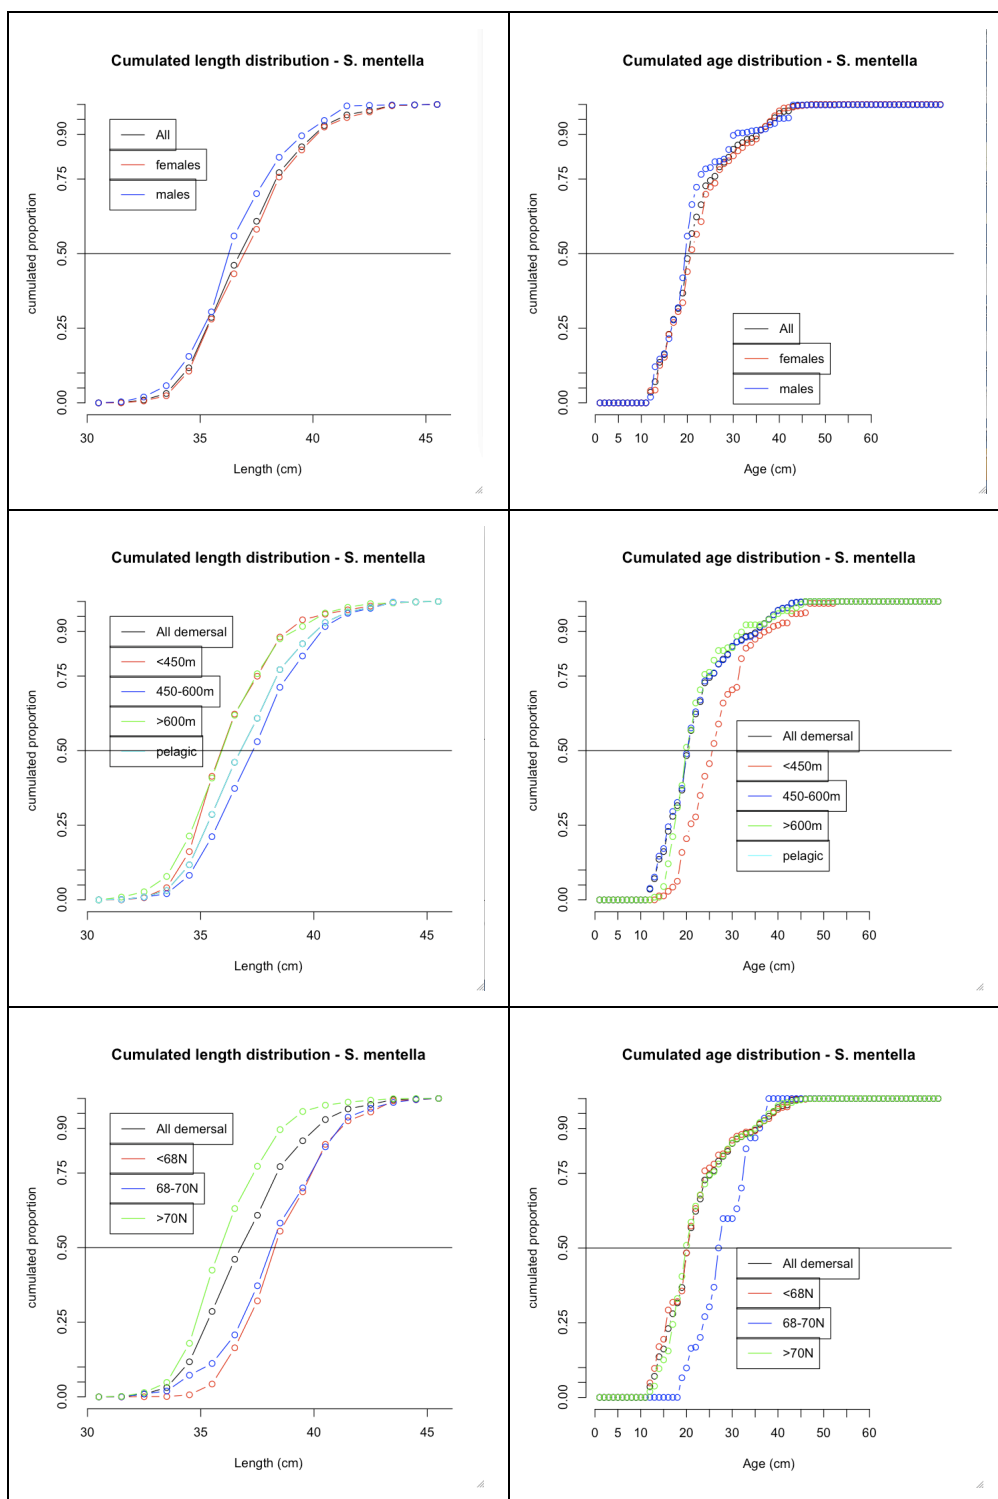 Cumulated length distribution - S. mentella
cumulated proportion
0.00 0.25 0.50 0.75 0.90
All
females
males
30 35 40 45
Length (cm)
Cumulated age distribution - S. mentella
cumulated proportion
0.00 0.25 0.50 0.75 0.90
All
females
males
0 5 10 20 30 40 50 60
Age (cm)
Cumulated length distribution - S. mentella
cumulated proportion
0.00 0.25 0.50 0.75 0.90
All demersal
<450m
450-600m
>600m
pelagic
30 35 40 45
Length (cm)
Cumulated age distribution - S. mentella
cumulated proportion
0.00 0.25 0.50 0.75 0.90
All demersal
<450m
450-600m
>600m
pelagic
0 5 10 20 30 40 50 60
Age (cm)
Cumulated length distribution - S. mentella
cumulated proportion
0.00 0.25 0.50 0.75 0.90
All demersal
<68N
68-70N
>70N
30 35 40 45
Length (cm)
Cumulated age distribution - S. mentella
cumulated proportion
0.00 0.25 0.50 0.75 0.90
All demersal
<68N
68-70N
>70N
0 5 10 20 30 40 50 60
Age (cm)